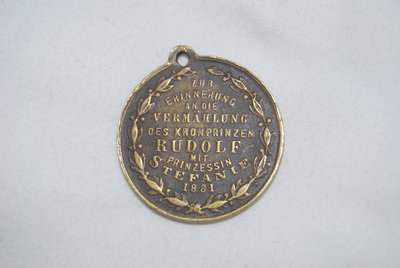 ZUR
ERINNERUNG
AN DIE
VERMÄHLUNG
DES KRONPRINZEN
RUDOLF
MIT
PRINZESSIN
STEFANIE
1881